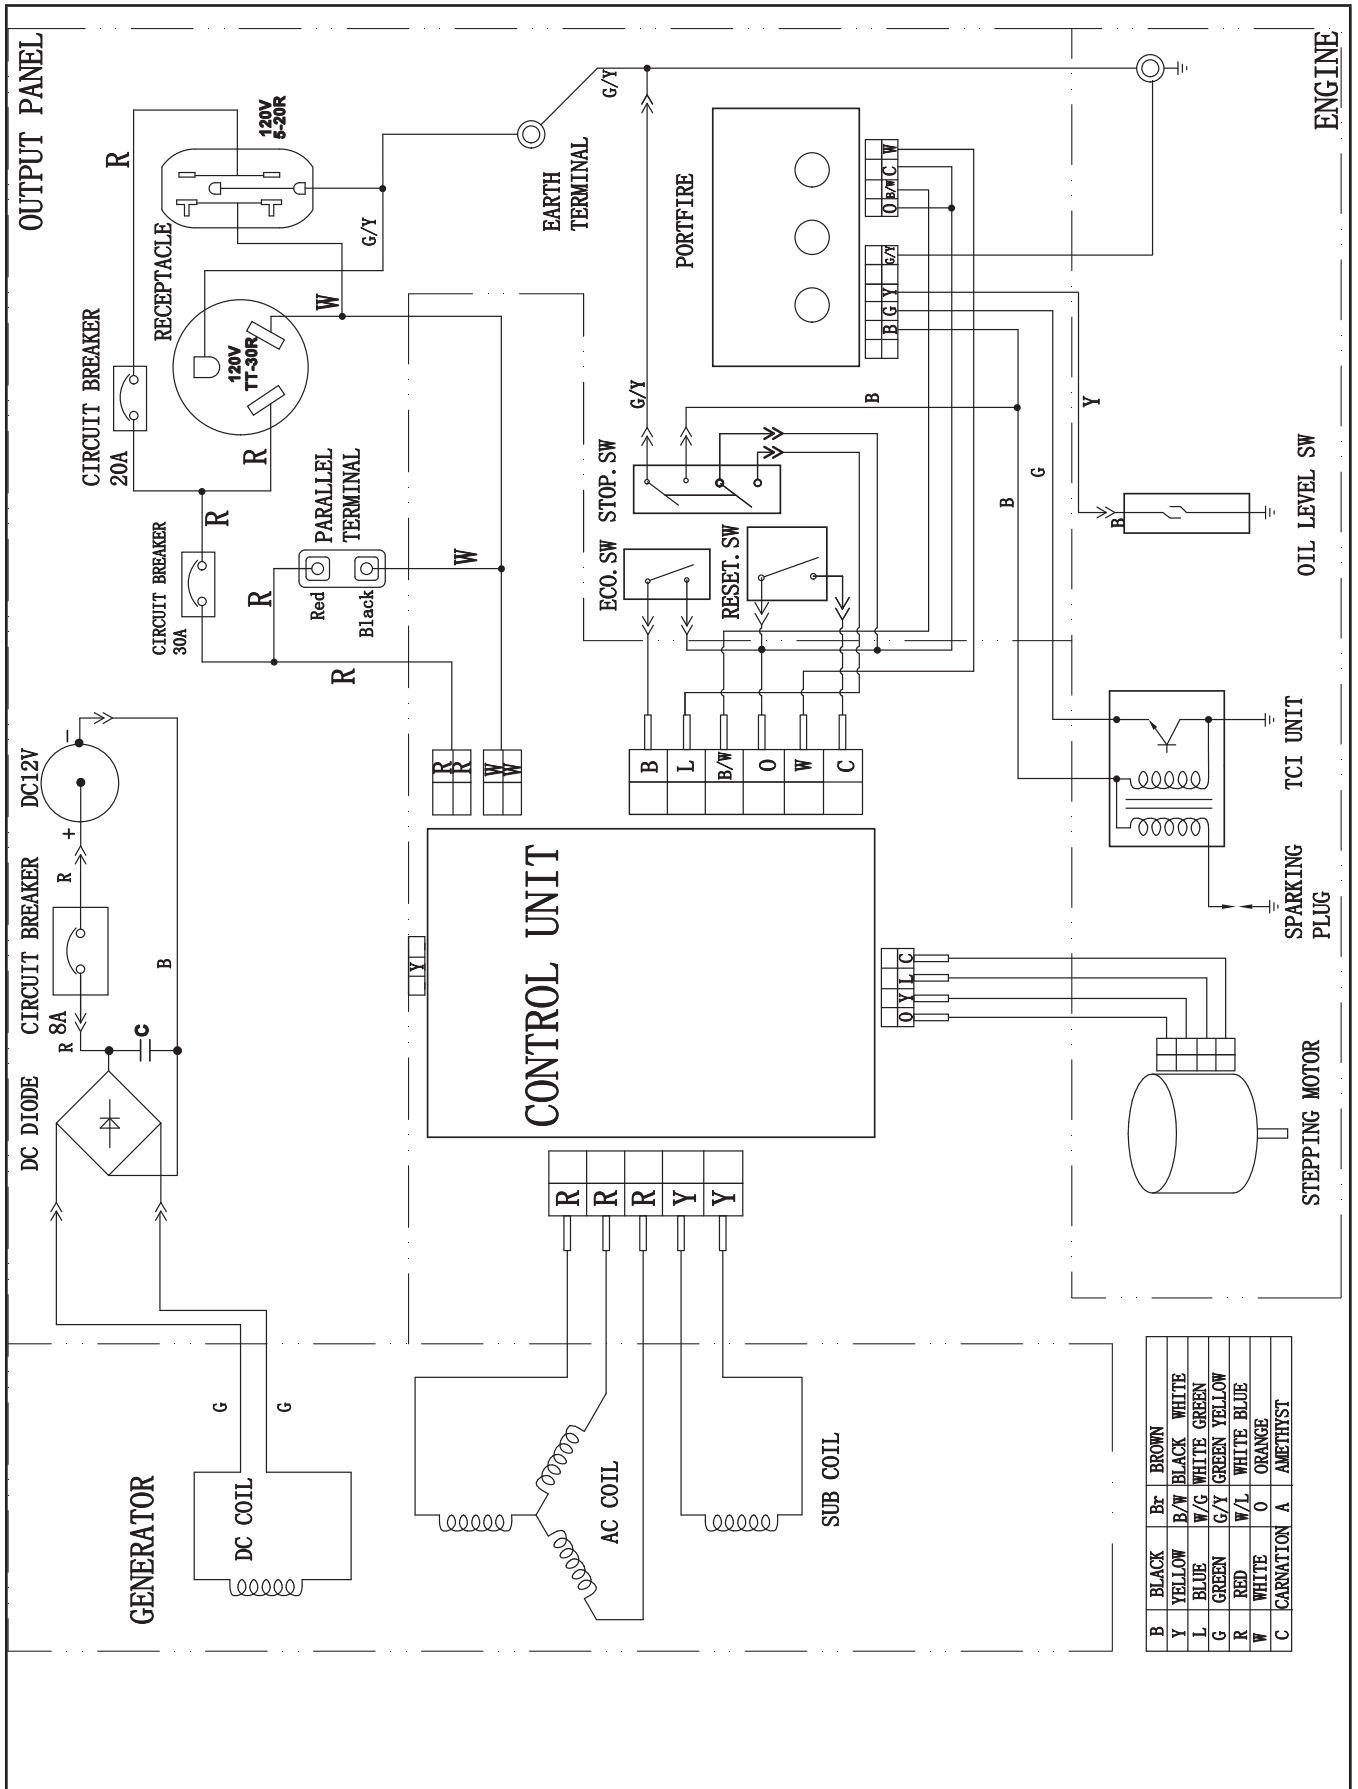 GENERATOR
DC COIL
G
G
AC COIL
SUB COIL
DC DIODE
R
C
CIRCUIT BREAKER
8A
R
B
+
DC12V
−
Y
CONTROL UNIT
R
R
R
Y
Y
R
R
W
W
B
L
B/W
O
W
C
O
Y
L
C
OUTPUT PANEL
CIRCUIT BREAKER
30A
R
R
R
PARALLEL
TERMINAL
Red
Black
W
CIRCUIT BREAKER
20A
R
R
RECEPTACLE
120V
TT-30R
120V
5-20R
W
G/Y
EARTH
TERMINAL
G/Y
G/Y
ECO.SW
STOP.SW
RESET.SW
B
PORTFIRE
B
G
Y
G/Y
O
B/W
C
W
B
G
Y
B
ENGINE
OIL LEVEL SW
TCI UNIT
SPARKING
PLUG
STEPPING MOTOR
B BLACK Br BROWN
Y YELLOW B/W BLACK WHITE
L BLUE W/G WHITE GREEN
G GREEN G/Y GREEN YELLOW
R RED W/L WHITE BLUE
W WHITE O ORANGE
C CARNATION A AMETHYST